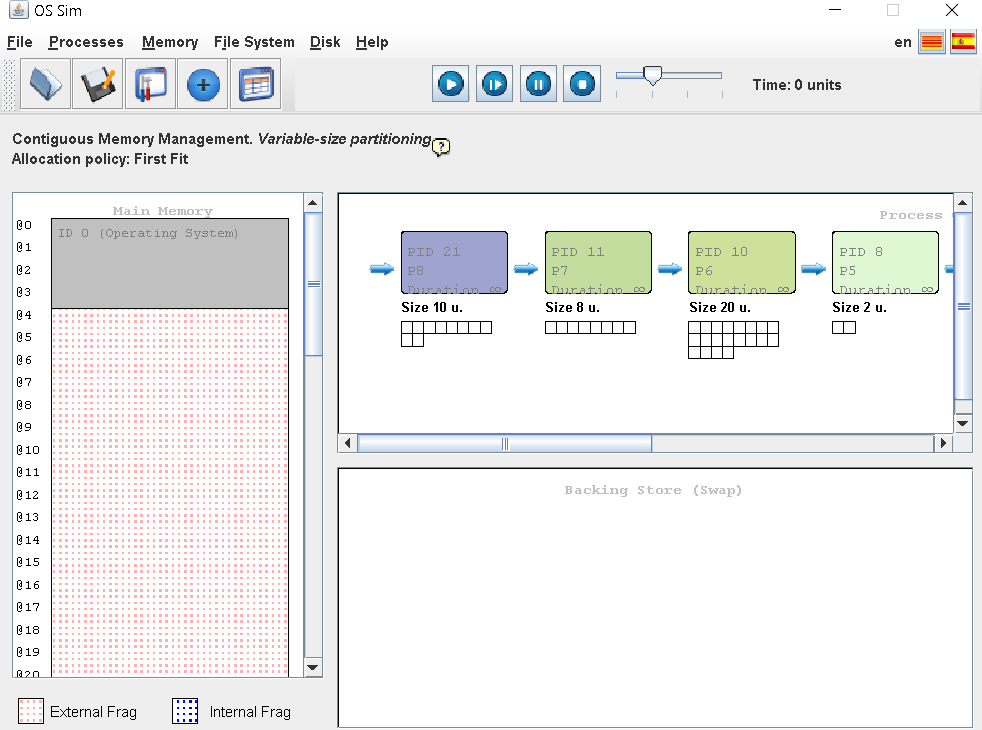 OS Sim
File Processes Memory File System Disk Help
en
Time: 0 units
Contiguous Memory Management. Variable-size partitioning
?
Allocation policy: First Fit
Main Memory
@0
ID 0 (Operating System)
@1
@2
@3
@4
@5
@6
@7
@8
@9
@10
@11
@12
@13
@14
@15
@16
@17
@18
@19
@20
External Frag
Internal Frag
Process
PID 21
P8
Duration ∞
Size 10 u.
PID 11
P7
Duration ∞
Size 8 u.
PID 10
P6
Duration ∞
Size 20 u.
PID 8
P5
Duration ∞
Size 2 u.
Backing Store (Swap)